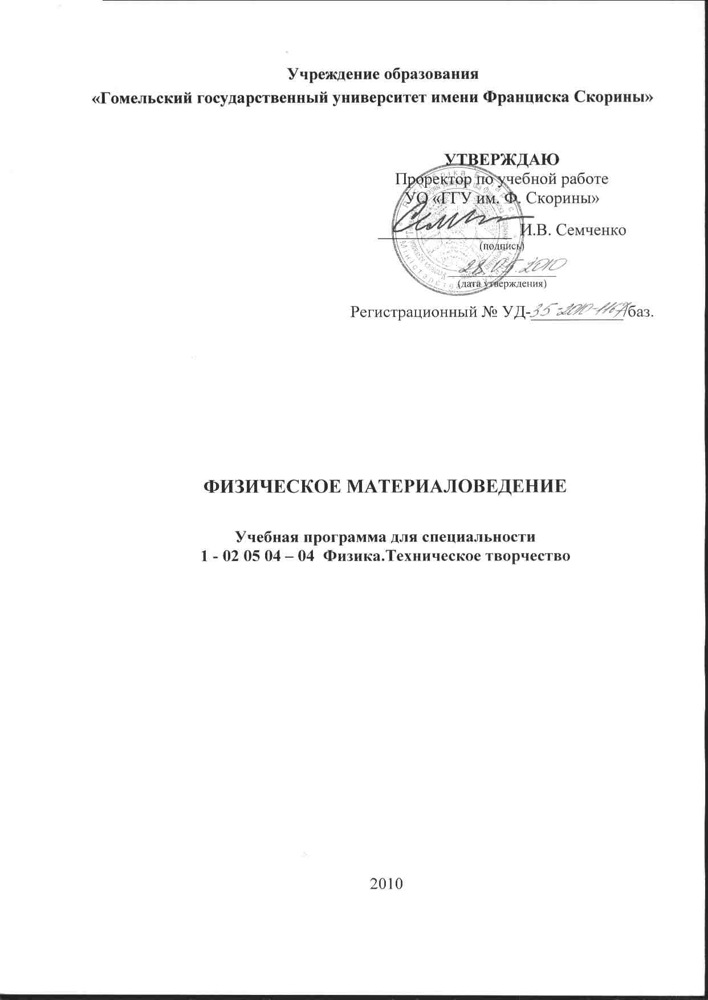 Учреждение образования
«Гомельский государственный университет имени Франциска Скорины»
УТВЕРЖДАЮ
Проректор по учебной работе
УО «ГГУ им. Ф. Скорины»
И.В. Семченко
(подпись)
28.05.2010
(дата утверждения)
Регистрационный № УД-35-2010-1167/баз.
ФИЗИЧЕСКОЕ МАТЕРИАЛОВЕДЕНИЕ
Учебная программа для специальности
1 - 02 05 04 – 04 Физика.Техническое творчество
2010